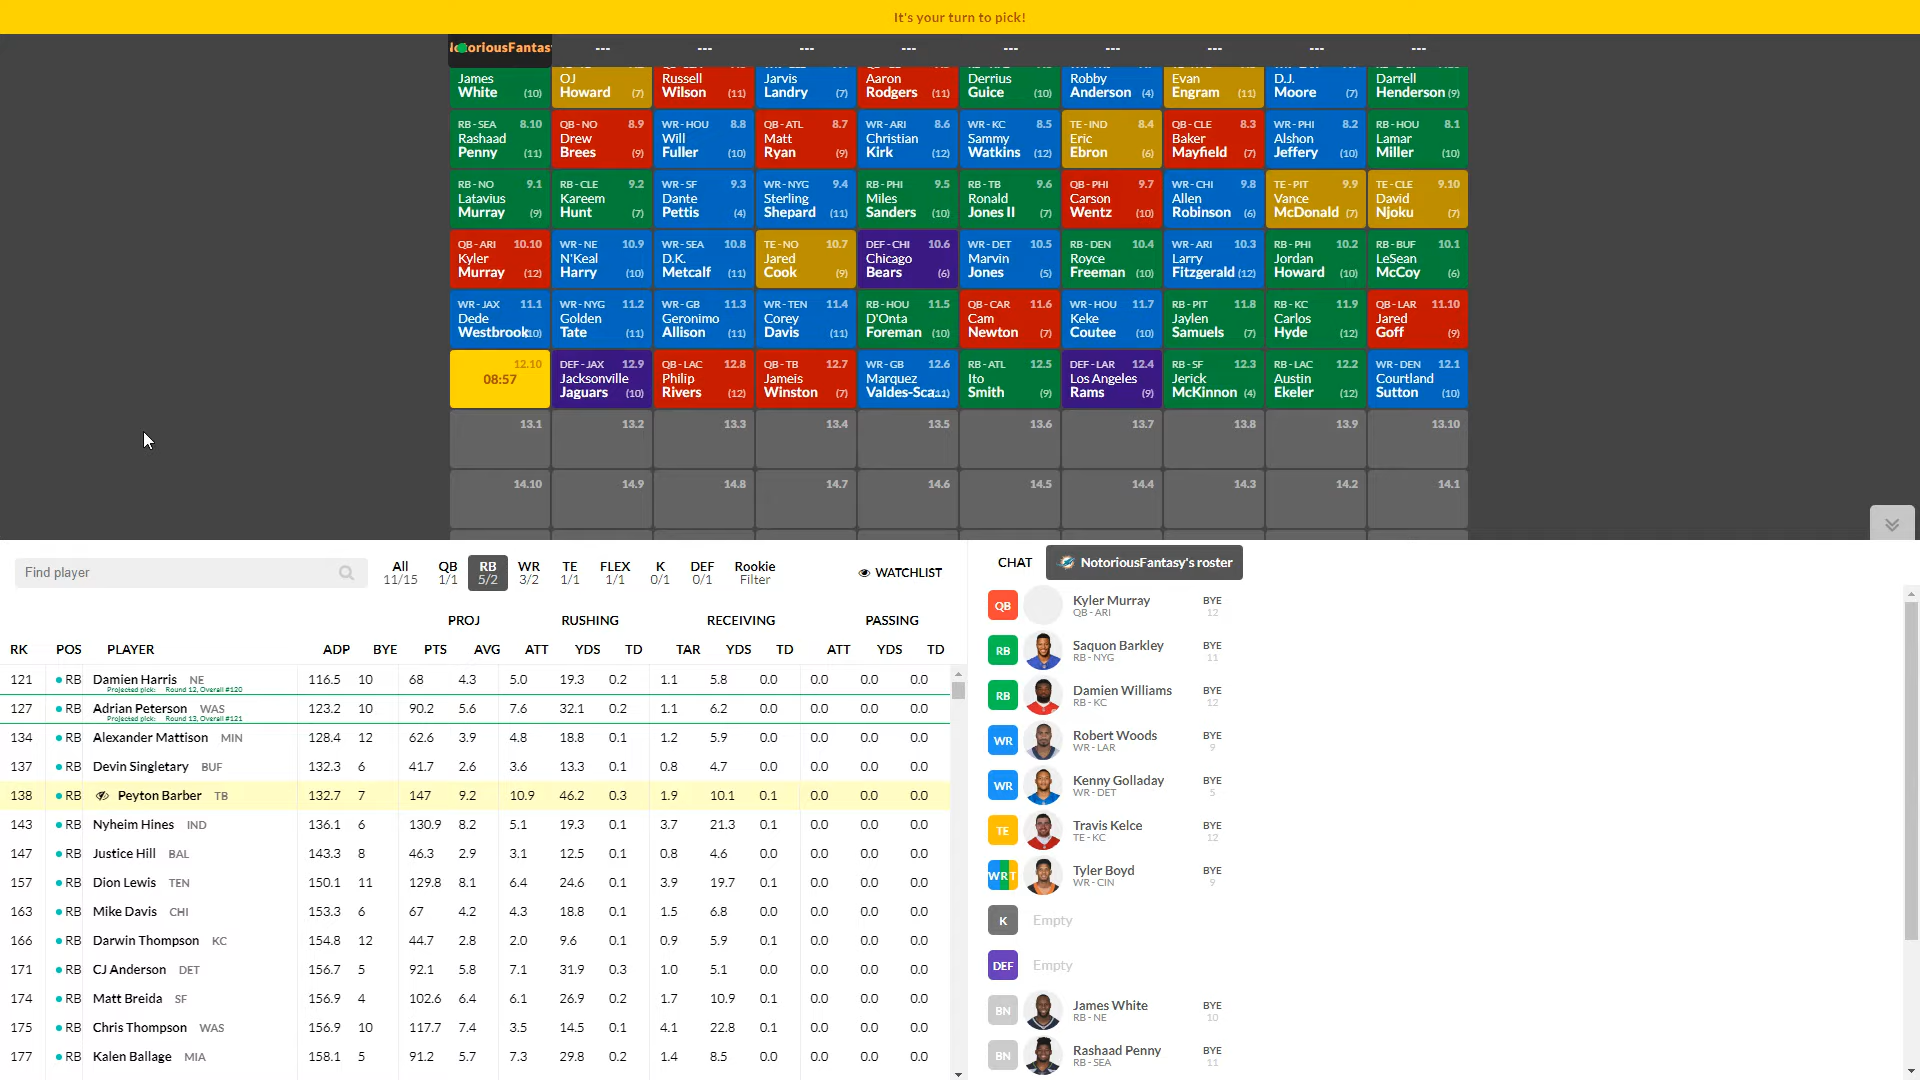 It's your turn to pick!
--- --- --- --- --- --- --- --- ---
James White (10)
OJ Howard (7)
Russell Wilson (11)
Jarvis Landry (7)
Aaron Rodgers (11)
Derrius Guice (10)
Robby Anderson (4)
Evan Engram (11)
D.J. Moore (7)
Darrell Henderson (9)
RB - SEA 8.10 Rashaad Penny (11)
QB - NO 8.9 Drew Brees (9)
WR - HOU 8.8 Will Fuller (10)
QB - ATL 8.7 Matt Ryan (9)
WR - ARI 8.6 Christian Kirk (12)
WR - KC 8.5 Sammy Watkins (12)
TE - IND 8.4 Eric Ebron (6)
QB - CLE 8.3 Baker Mayfield (7)
WR - PHI 8.2 Alshon Jeffery (10)
RB - HOU 8.1 Lamar Miller (10)
RB - NO 9.1 Latavius Murray (9)
RB - CLE 9.2 Kareem Hunt (7)
WR - SF 9.3 Dante Pettis (4)
WR - NYG 9.4 Sterling Shepard (11)
RB - PHI 9.5 Miles Sanders (10)
RB - TB 9.6 Ronald Jones II (7)
QB - PHI 9.7 Carson Wentz (10)
WR - CHI 9.8 Allen Robinson (6)
TE - PIT 9.9 Vance McDonald (7)
TE - CLE 9.10 David Njoku (7)
QB - ARI 10.10 Kyler Murray (12)
WR - NE 10.9 N'Keal Harry (10)
WR - SEA 10.8 D.K. Metcalf (11)
TE - NO 10.7 Jared Cook (9)
DEF - CHI 10.6 Chicago Bears (6)
WR - DET 10.5 Marvin Jones (5)
RB - DEN 10.4 Royce Freeman (10)
WR - ARI 10.3 Larry Fitzgerald (12)
RB - PHI 10.2 Jordan Howard (10)
RB - BUF 10.1 LeSean McCoy (6)
WR - JAX 11.1 Dede Westbrook
WR - NYG 11.2 Golden Tate (11)
WR - GB 11.3 Geronimo Allison (11)
WR - TEN 11.4 Corey Davis (11)
RB - HOU 11.5 D'Onta Foreman (10)
QB - CAR 11.6 Cam Newton (7)
WR - HOU 11.7 Keke Coutee (10)
RB - PIT 11.8 Jaylen Samuels (7)
RB - KC 11.9 Carlos Hyde (12)
QB - LAR 11.10 Jared Goff (9)
12.10 08:57
DEF - JAX 12.9 Jacksonville Jaguars (10)
QB - LAC 12.8 Philip Rivers (12)
QB - TB 12.7 Jameis Winston (7)
WR - GB 12.6 Marquez Valdes-Sca...
RB - ATL 12.5 Ito Smith (9)
DEF - LAR 12.4 Los Angeles Rams (9)
RB - SF 12.3 Jerick McKinnon (4)
RB - LAC 12.2 Austin Ekeler (12)
WR - DEN 12.1 Courtland Sutton (10)
13.1 13.2 13.3 13.4 13.5 13.6 13.7 13.8 13.9 13.10
14.10 14.9 14.8 14.7 14.6 14.5 14.4 14.3 14.2 14.1
Find player
All 11/15
QB 1/1
RB 5/2
WR 3/2
TE 1/1
FLEX 1/1
K 0/1
DEF 0/1
Rookie Filter
WATCHLIST
PROJ RUSHING RECEIVING PASSING
RK POS PLAYER ADP BYE PTS AVG ATT YDS TD TAR YDS TD ATT YDS TD
121 RB Damien Harris NE 116.5 10 68 4.3 5.0 19.3 0.2 1.1 5.8 0.0 0.0 0.0 0.0
Projected pick: Round 12, Overall #120
127 RB Adrian Peterson WAS 123.2 10 90.2 5.6 7.6 32.1 0.2 1.1 6.2 0.0 0.0 0.0 0.0
Projected pick: Round 13, Overall #121
134 RB Alexander Mattison MIN 128.4 12 62.6 3.9 4.8 18.8 0.1 1.2 5.9 0.0 0.0 0.0 0.0
137 RB Devin Singletary BUF 132.3 6 41.7 2.6 3.6 13.3 0.1 0.8 4.7 0.0 0.0 0.0 0.0
138 RB Peyton Barber TB 132.7 7 147 9.2 10.9 46.2 0.3 1.9 10.1 0.1 0.0 0.0 0.0
143 RB Nyheim Hines IND 136.1 6 130.9 8.2 5.1 19.3 0.1 3.7 21.3 0.1 0.0 0.0 0.0
147 RB Justice Hill BAL 143.3 8 46.3 2.9 3.1 12.5 0.1 0.8 4.6 0.0 0.0 0.0 0.0
157 RB Dion Lewis TEN 150.1 11 129.8 8.1 6.4 24.6 0.1 3.9 19.7 0.1 0.0 0.0 0.0
163 RB Mike Davis CHI 153.3 6 67 4.2 4.3 18.8 0.1 1.5 6.8 0.0 0.0 0.0 0.0
166 RB Darwin Thompson KC 154.8 12 44.7 2.8 2.0 9.6 0.1 0.9 5.9 0.1 0.0 0.0 0.0
171 RB CJ Anderson DET 156.7 5 92.1 5.8 7.1 31.9 0.3 1.0 5.1 0.0 0.0 0.0 0.0
174 RB Matt Breida SF 156.9 4 102.6 6.4 6.1 26.9 0.2 1.7 10.9 0.1 0.0 0.0 0.0
175 RB Chris Thompson WAS 156.9 10 117.7 7.4 3.5 14.5 0.1 4.1 22.8 0.1 0.0 0.0 0.0
177 RB Kalen Ballage MIA 158.1 5 91.2 5.7 7.3 29.8 0.2 1.4 8.5 0.0 0.0 0.0 0.0
CHAT NotoriousFantasy's roster
QB Kyler Murray BYE
QB - ARI 12
RB Saquon Barkley BYE
RB - NYG 11
RB Damien Williams BYE
RB - KC 12
WR Robert Woods BYE
WR - LAR 9
WR Kenny Golladay BYE
WR - DET 5
TE Travis Kelce BYE
TE - KC 12
WRT Tyler Boyd BYE
WR - CIN 9
K Empty
DEF Empty
BN James White BYE
RB - NE 10
BN Rashaad Penny BYE
RB - SEA 11